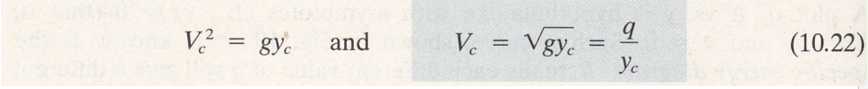 V_c^2 = gy_c and V_c = √gy_c = q/y_c (10.22)